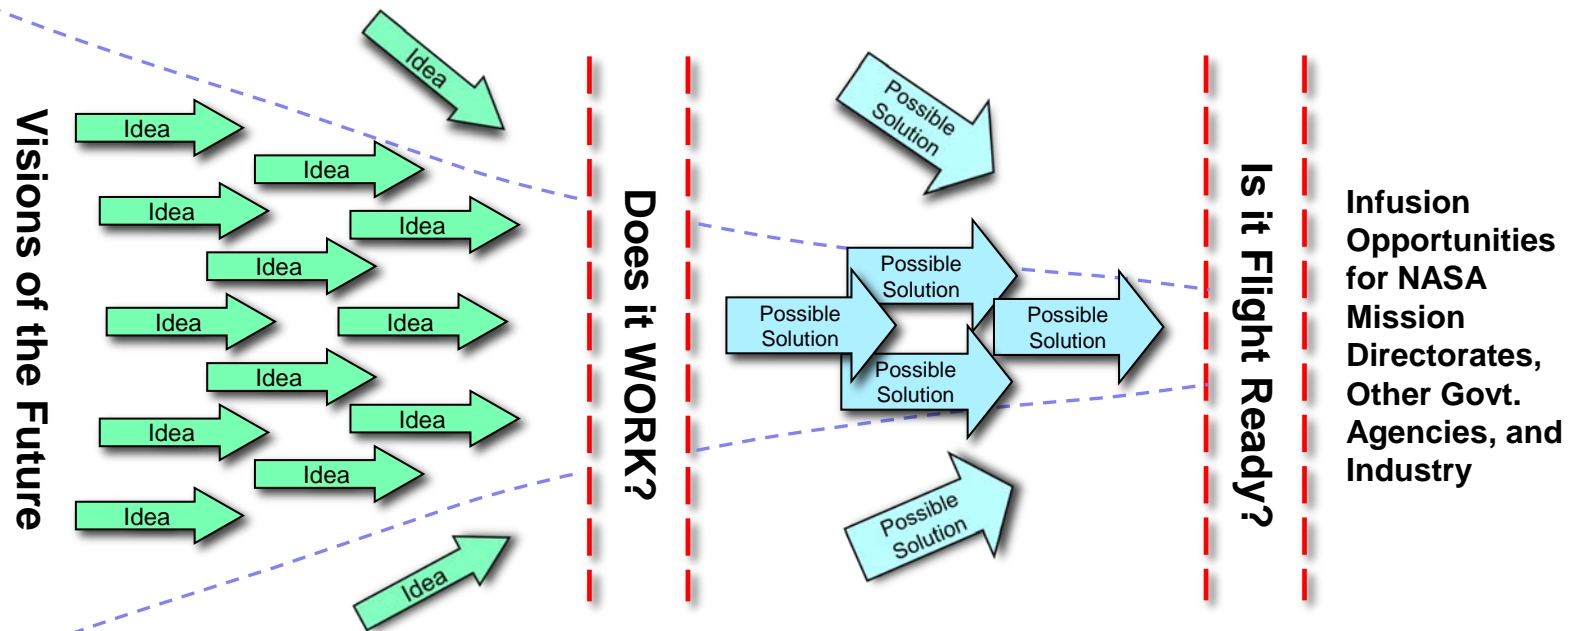 Visions of the Future
Idea
Idea
Idea
Idea
Idea
Idea
Idea
Idea
Idea
Idea
Idea
Idea
Idea
Idea
Does it WORK?
Possible
Solution
Possible
Solution
Possible
Solution
Possible
Solution
Possible
Solution
Possible
Solution
Is it Flight Ready?
Infusion
Opportunities
for NASA
Mission
Directorates,
Other Govt.
Agencies, and
Industry